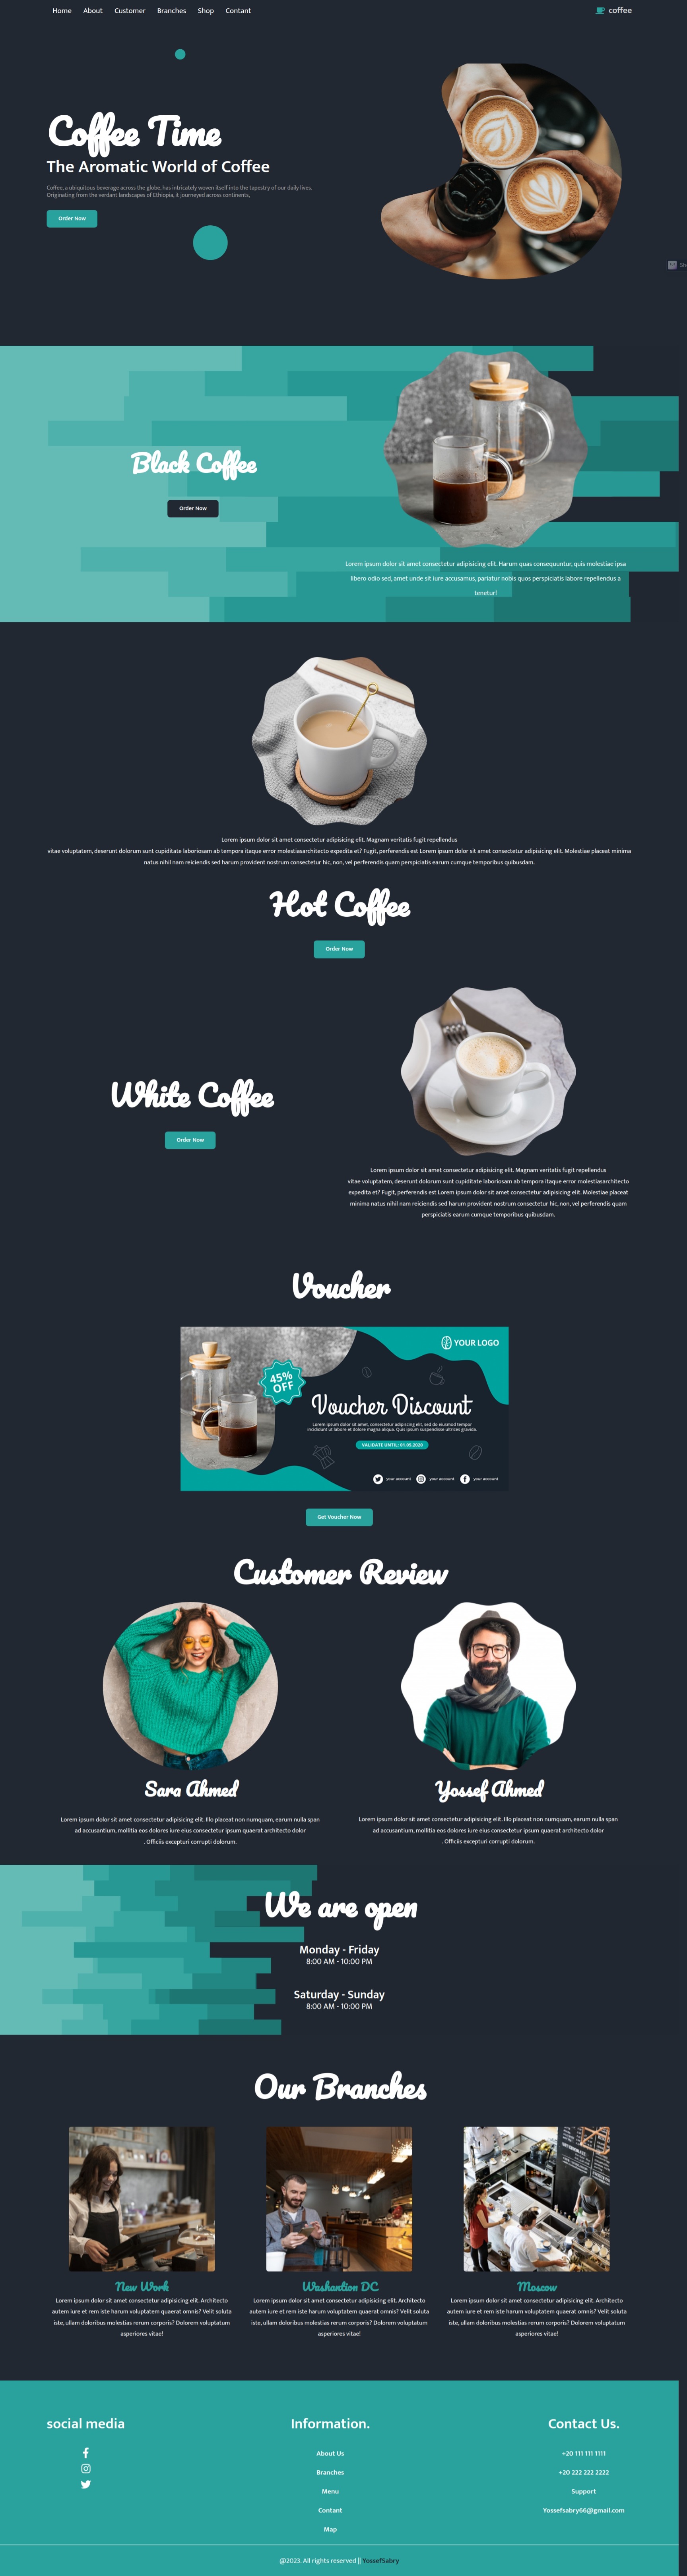 Home About Customer Branches Shop Contant
coffee
Coffee Time
The Aromatic World of Coffee
Coffee, a ubiquitous beverage across the globe, has intricately woven itself into the tapestry of our daily lives.
Originating from the verdant landscapes of Ethiopia, it journeyed across continents,
Order Now
Black Coffee
Order Now
Lorem ipsum dolor sit amet consectetur adipisicing elit. Harum quas consequuntur, quis molestiae ipsa
libero odio sed, amet unde sit iure accusamus, pariatur nobis quos perspiciatis labore repellendus a
tenetur!
Lorem ipsum dolor sit amet consectetur adipisicing elit. Magnam veritatis fugit repellendus
vitae voluptatem, deserunt dolorum sunt cupiditate laboriosam ab tempora itaque error molestiasarchitecto expedita et? Fugit, perferendis est Lorem ipsum dolor sit amet consectetur adipisicing elit. Molestiae placeat minima
natus nihil nam reiciendis sed harum provident nostrum consectetur hic, non, vel perferendis quam perspiciatis earum cumque temporibus quibusdam.
Hot Coffee
Order Now
White Coffee
Order Now
Lorem ipsum dolor sit amet consectetur adipisicing elit. Magnam veritatis fugit repellendus
vitae voluptatem, deserunt dolorum sunt cupiditate laboriosam ab tempora itaque error molestiasarchitecto
expedita et? Fugit, perferendis est Lorem ipsum dolor sit amet consectetur adipisicing elit. Molestiae placeat
minima natus nihil nam reiciendis sed harum provident nostrum consectetur hic, non, vel perferendis quam
perspiciatis earum cumque temporibus quibusdam.
Voucher
YOUR LOGO
45%
OFF
Voucher Discount
Lorem ipsum dolor sit amet, consectetur adipiscing elit, sed do eiusmod tempor
incididunt ut labore et dolore magna aliqua. Quis ipsum suspendisse ultrices gravida.
VALIDATE UNTIL: 01.05.2020
your account your account your account
Get Voucher Now
Customer Review
Sara Ahmed
Lorem ipsum dolor sit amet consectetur adipisicing elit. Illo placeat non numquam, earum nulla quam
ad accusantium, mollitia eos dolores iure eius consectetur ipsum quaerat architecto dolor
. Officiis excepturi corrupti dolorum.
Yossef Ahmed
Lorem ipsum dolor sit amet consectetur adipisicing elit. Illo placeat non numquam, earum nulla quam
ad accusantium, mollitia eos dolores iure eius consectetur ipsum quaerat architecto dolor
. Officiis excepturi corrupti dolorum.
We are open
Monday - Friday
8:00 AM - 10:00 PM
Saturday - Sunday
8:00 AM - 10:00 PM
Our Branches
New Work
Lorem ipsum dolor sit amet consectetur adipisicing elit. Architecto
autem iure et rem iste harum voluptatem quaerat omnis? Velit soluta
iste, ullam doloribus molestias rerum corporis? Dolorem voluptatum
asperiores vitae!
Washantion DC
Lorem ipsum dolor sit amet consectetur adipisicing elit. Architecto
autem iure et rem iste harum voluptatem quaerat omnis? Velit soluta
iste, ullam doloribus molestias rerum corporis? Dolorem voluptatum
asperiores vitae!
Moscow
Lorem ipsum dolor sit amet consectetur adipisicing elit. Architecto
autem iure et rem iste harum voluptatem quaerat omnis? Velit soluta
iste, ullam doloribus molestias rerum corporis? Dolorem voluptatum
asperiores vitae!
social media
Information.
About Us
Branches
Menu
Contant
Map
Contact Us.
+20 111 111 1111
+20 222 222 2222
Support
Yossefsabry66@gmail.com
@2023. All rights reserved || YossefSabry